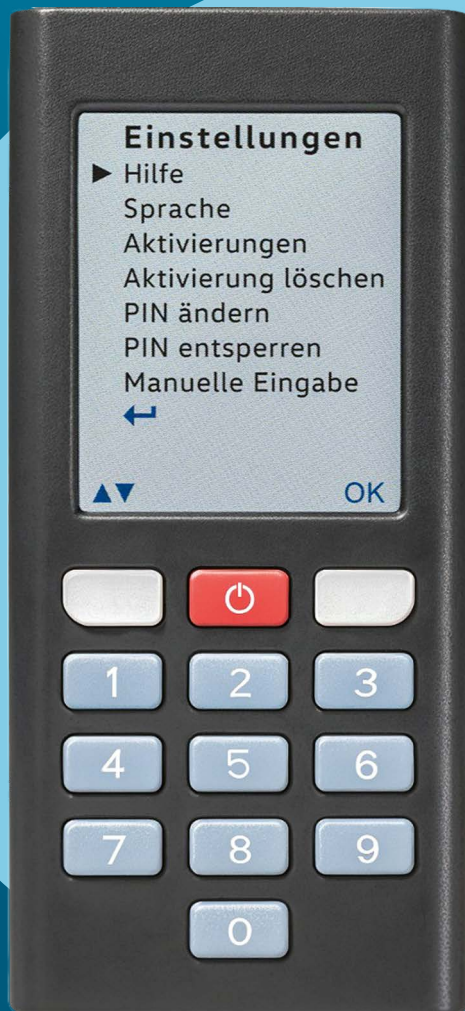 Einstellungen
▶ Hilfe
Sprache
Aktivierungen
Aktivierung löschen
PIN ändern
PIN entsperren
Manuelle Eingabe
↵
▲▼ OK
1 2 3
4 5 6
7 8 9
0